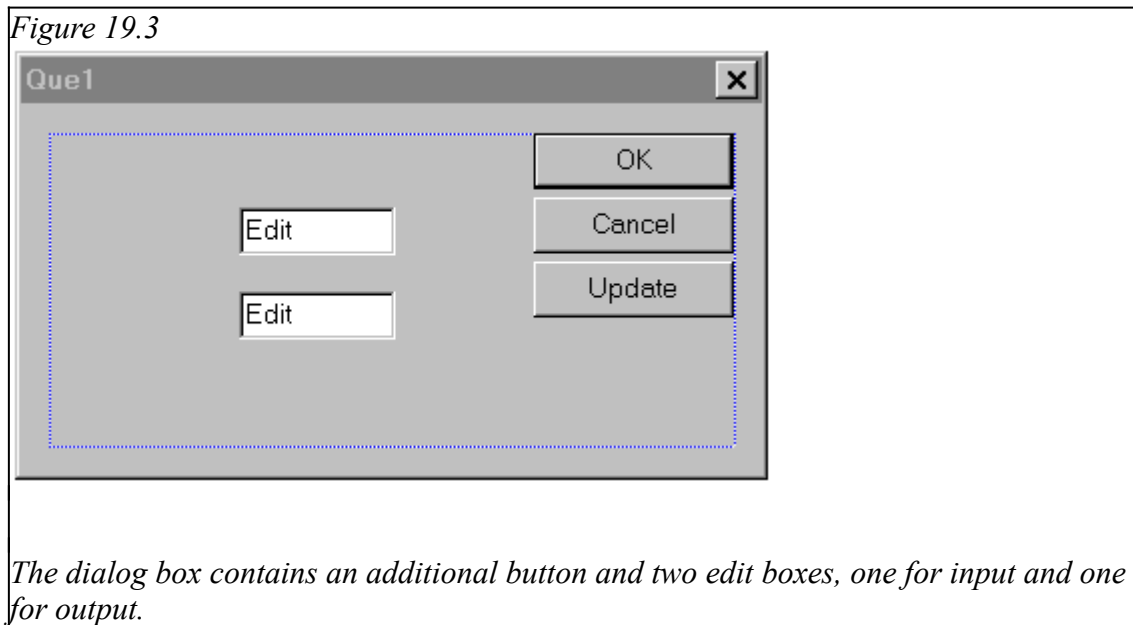 Figure 19.3
Que1
OK
Edit
Cancel
Update
Edit
The dialog box contains an additional button and two edit boxes, one for input and one
for output.